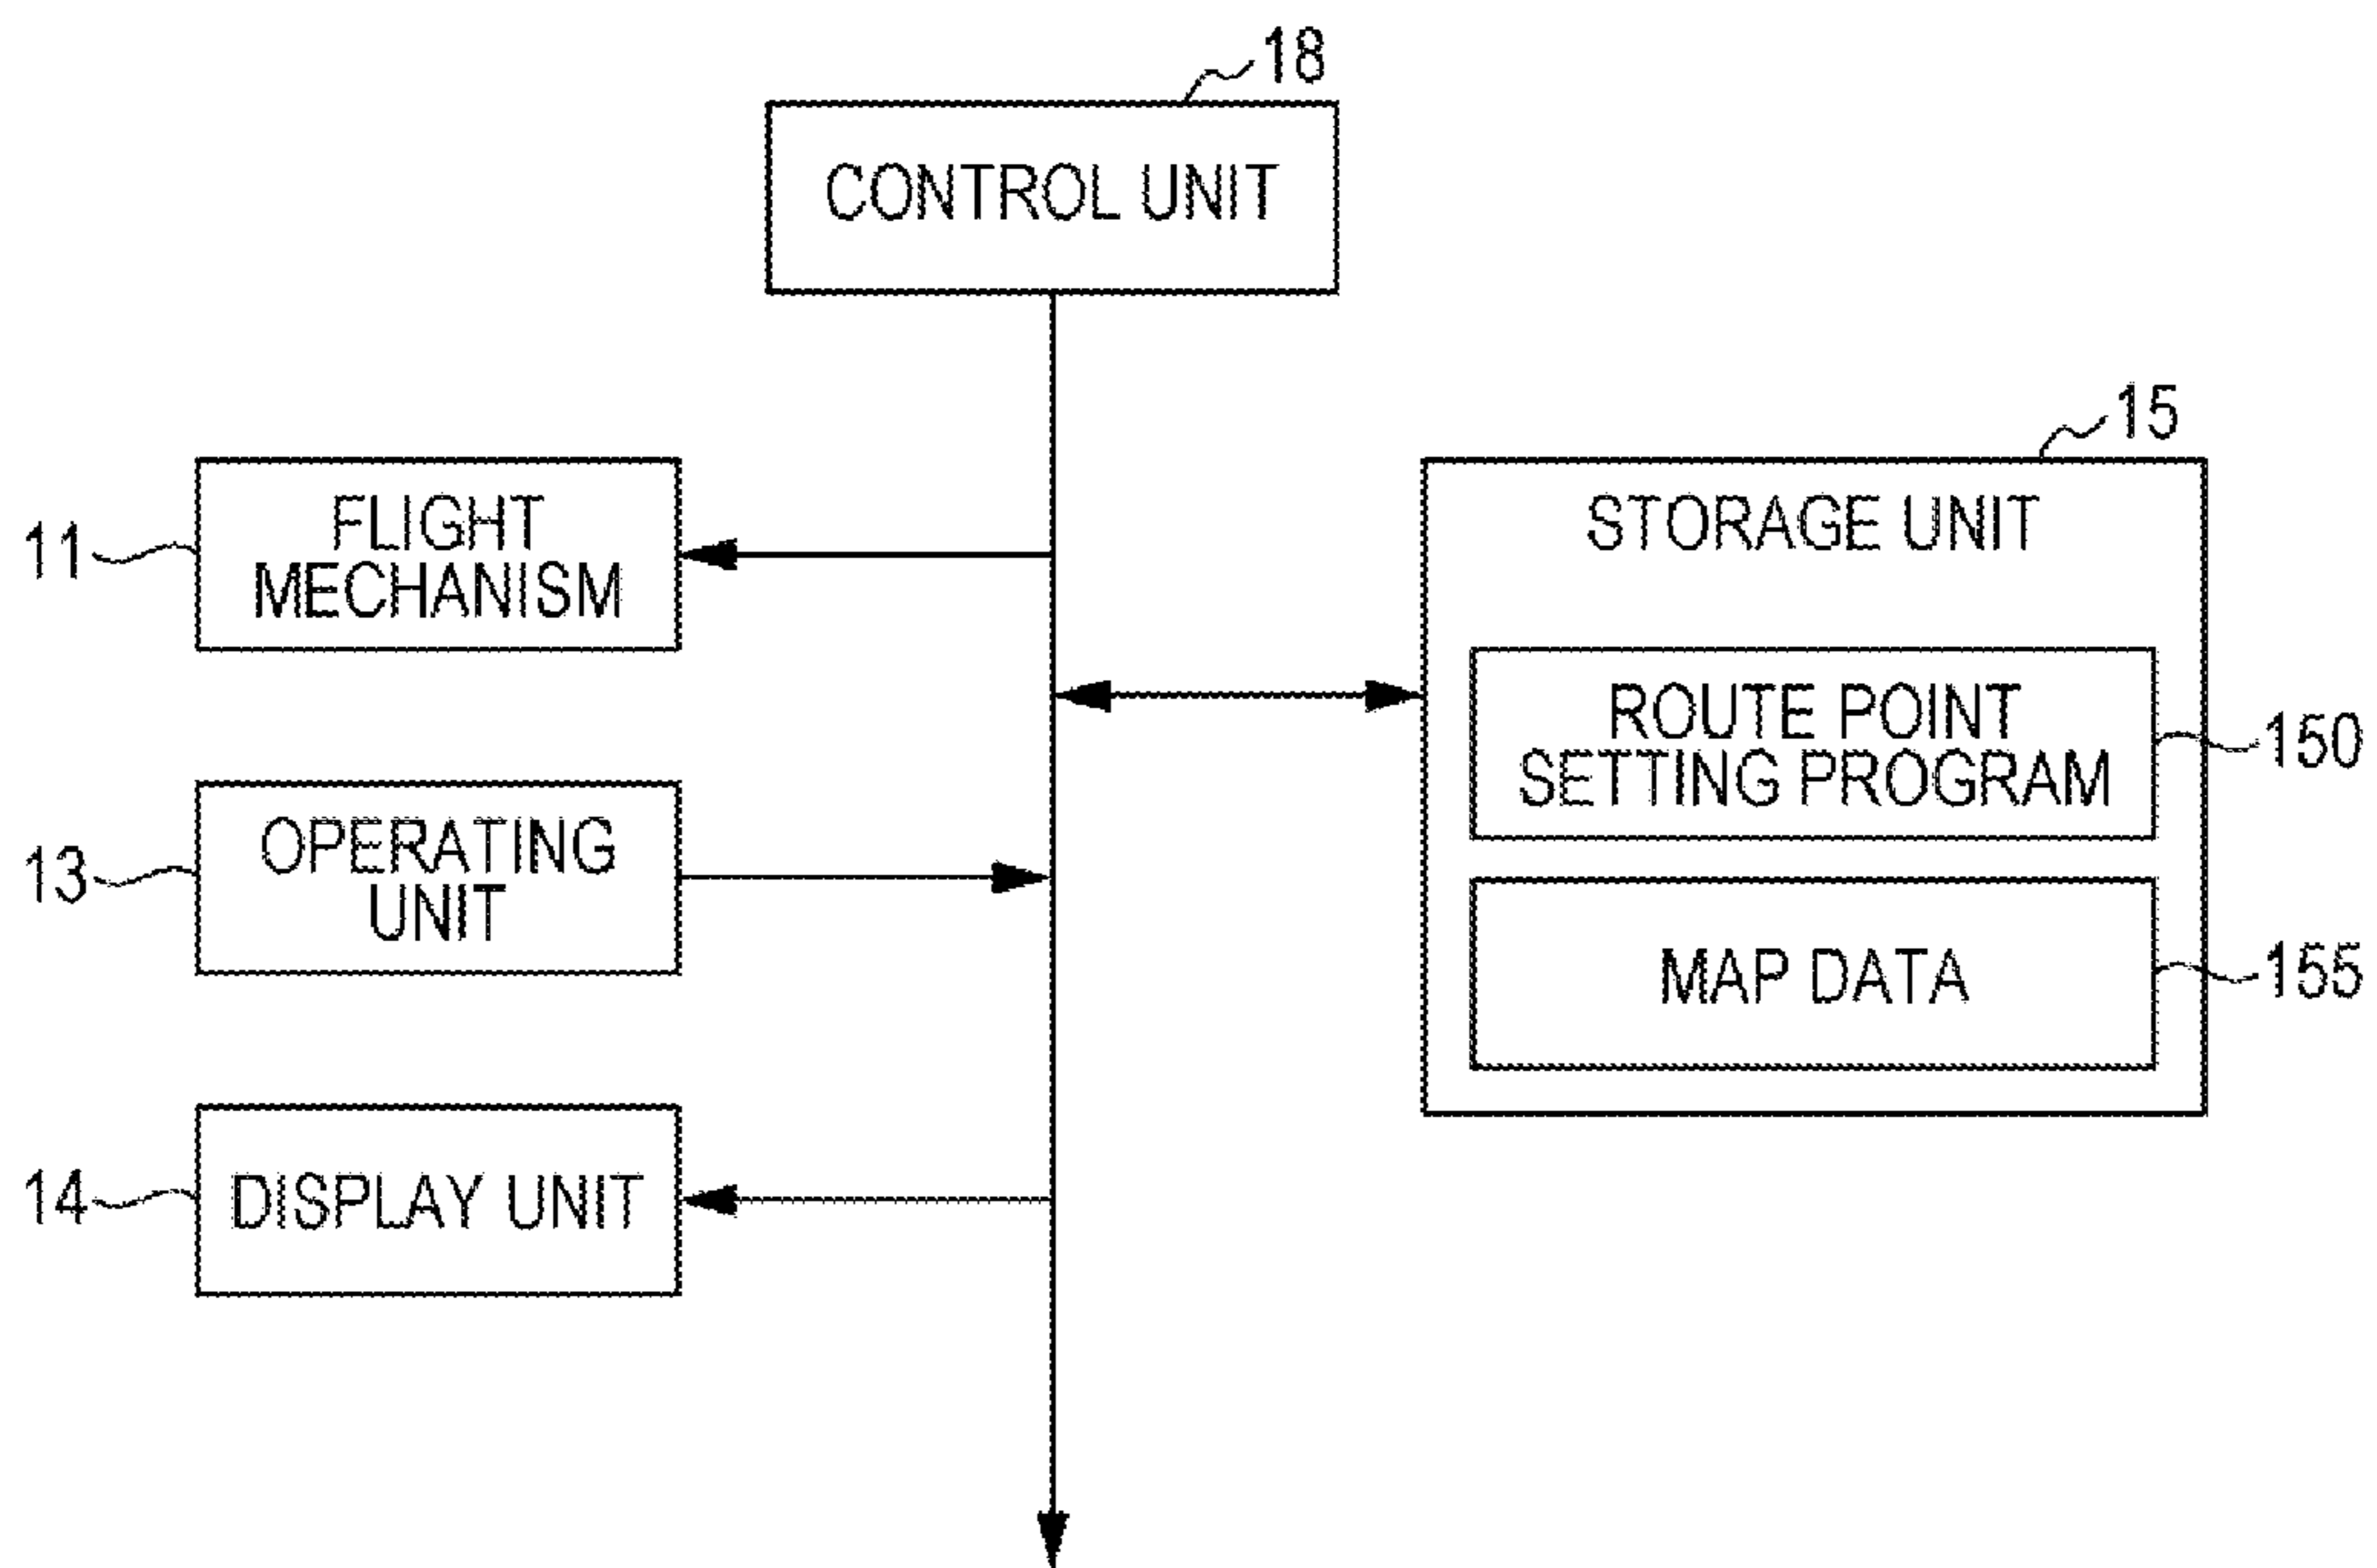 18
CONTROL UNIT
15
11
FLIGHT
MECHANISM
STORAGE UNIT
ROUTE POINT
SETTING PROGRAM
150
13
OPERATING
UNIT
MAP DATA
155
14
DISPLAY UNIT